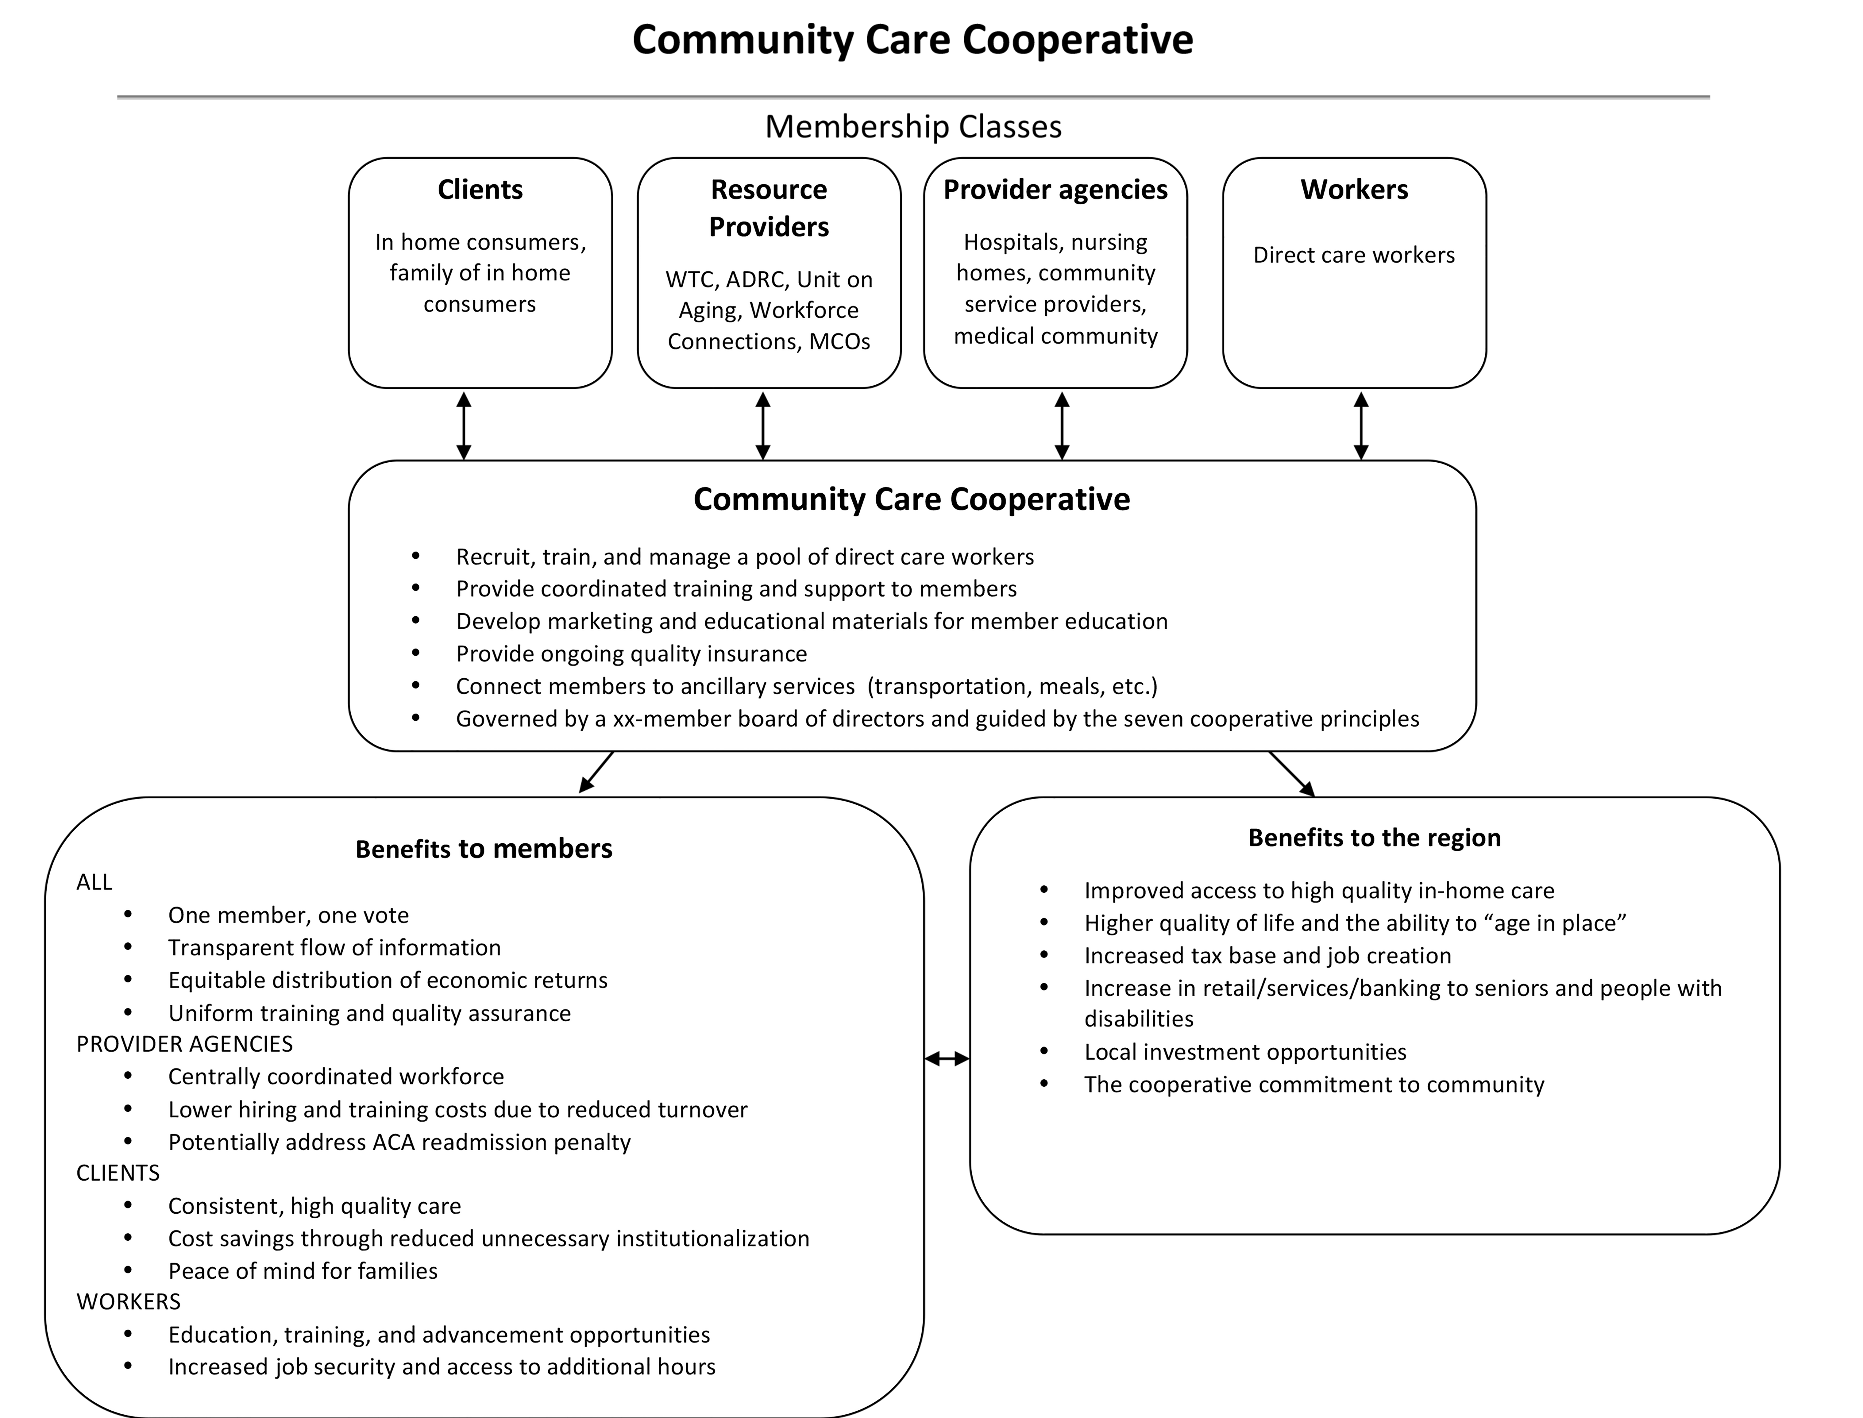 Community Care Cooperative
Membership Classes
Clients
In home consumers,
family of in home
consumers
Resource
Providers
WTC, ADRC, Unit on
Aging, Workforce
Connections, MCOs
Provider agencies
Hospitals, nursing
homes, community
service providers,
medical community
Workers
Direct care workers
Community Care Cooperative
• Recruit, train, and manage a pool of direct care workers
• Provide coordinated training and support to members
• Develop marketing and educational materials for member education
• Provide ongoing quality insurance
• Connect members to ancillary services  (transportation, meals, etc.)
• Governed by a xx-member board of directors and guided by the seven cooperative principles
Benefits to members
ALL
• One member, one vote
• Transparent flow of information
• Equitable distribution of economic returns
• Uniform training and quality assurance
PROVIDER AGENCIES
• Centrally coordinated workforce
• Lower hiring and training costs due to reduced turnover
• Potentially address ACA readmission penalty
CLIENTS
• Consistent, high quality care
• Cost savings through reduced unnecessary institutionalization
• Peace of mind for families
WORKERS
• Education, training, and advancement opportunities
• Increased job security and access to additional hours
Benefits to the region
• Improved access to high quality in-home care
• Higher quality of life and the ability to “age in place”
• Increased tax base and job creation
• Increase in retail/services/banking to seniors and people with
disabilities
• Local investment opportunities
• The cooperative commitment to community